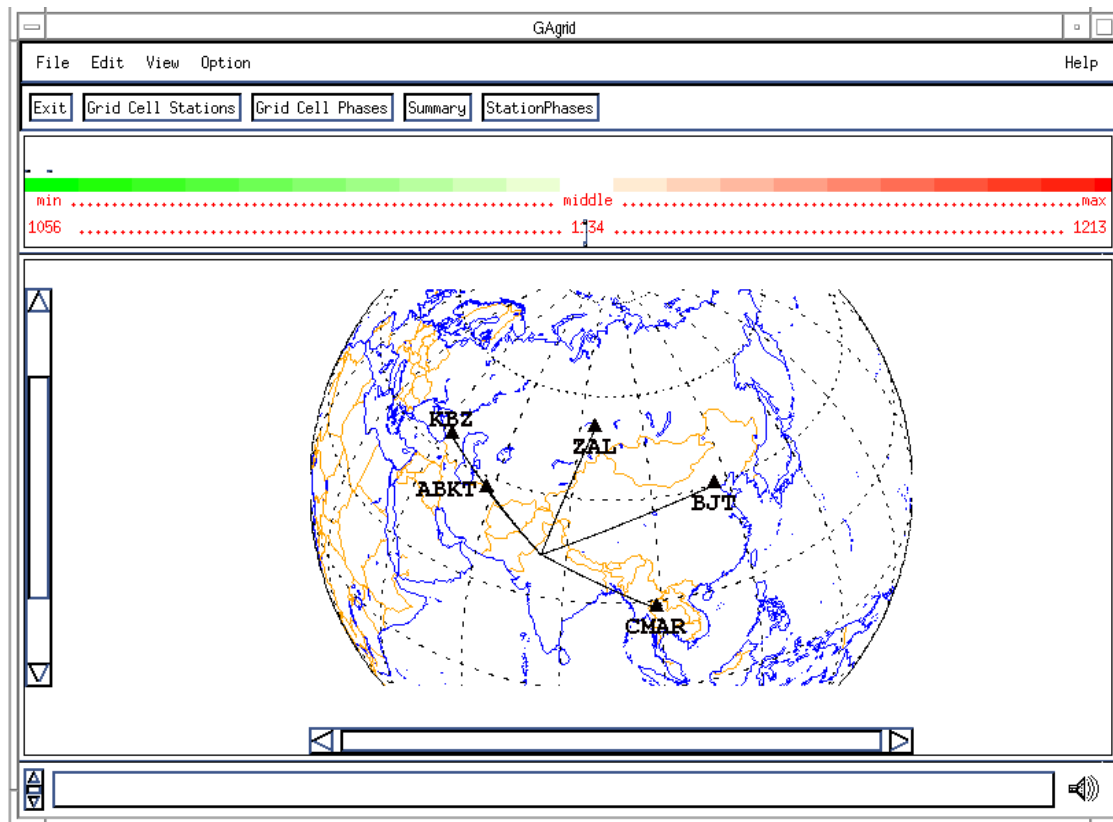 GAgrid
File Edit View Option Help
Exit Grid Cell Stations Grid Cell Phases Summary StationPhases
min middle max
1056 1134 1213
KBZ
ZAL
ABKT
BJT
CMAR